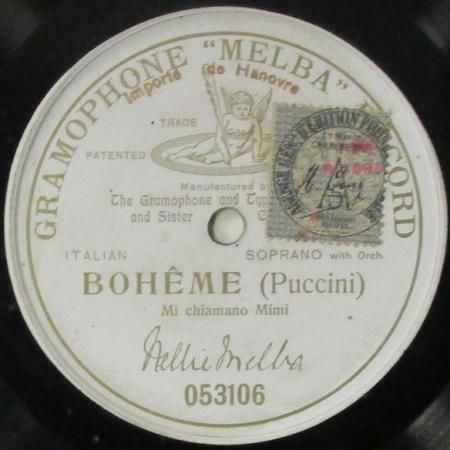 GRAMOPHONE "MELBA" RECORD
Importé de Hanovre
TRADE
PATENTED
Manufactured by
The Gramophone and Typ
and Sister C
ITALIAN SOPRANO with Orch
BOHÊME (Puccini)
Mi chiamano Mimi
Nellie Melba
053106